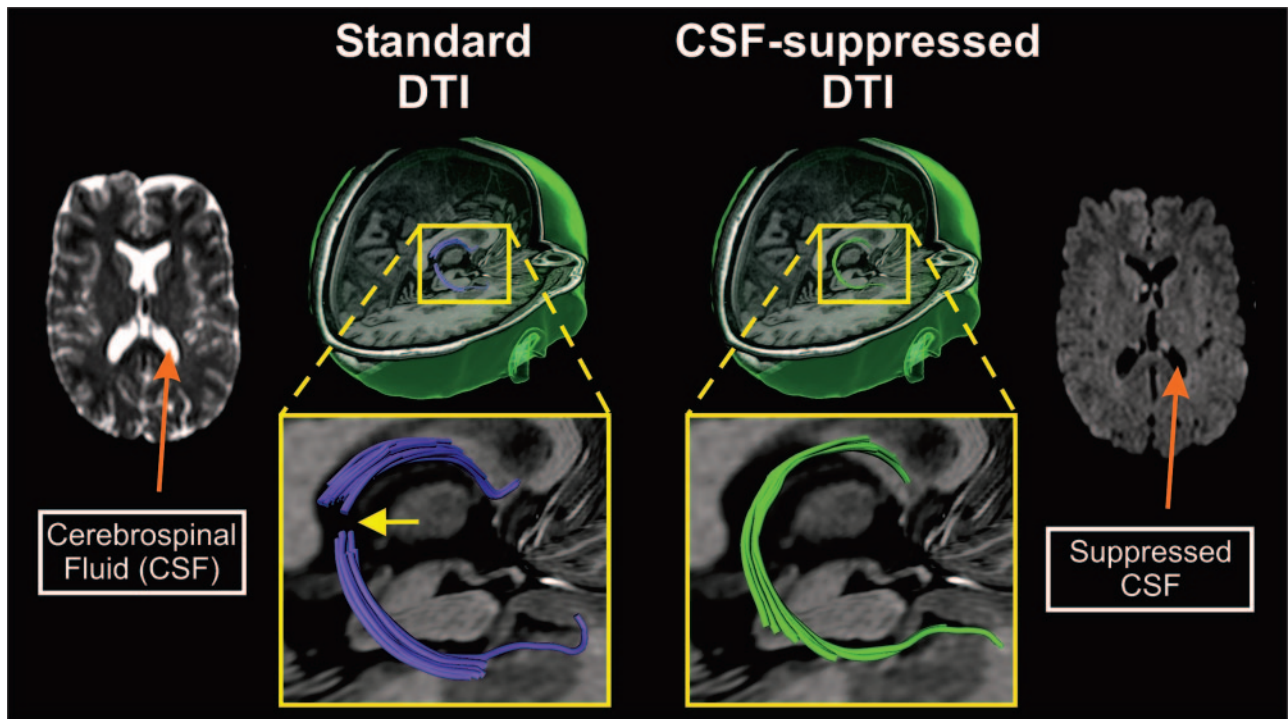 Standard
DTI
CSF-suppressed
DTI
Cerebrospinal
Fluid (CSF)
Suppressed
CSF